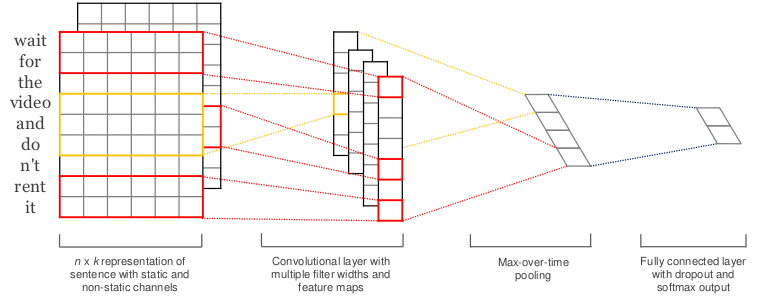 wait
for
the
video
and
do
n't
rent
it
n x k representation of
sentence with static and
non-static channels
Convolutional layer with
multiple filter widths and
feature maps
Max-over-time
pooling
Fully connected layer
with dropout and
softmax output